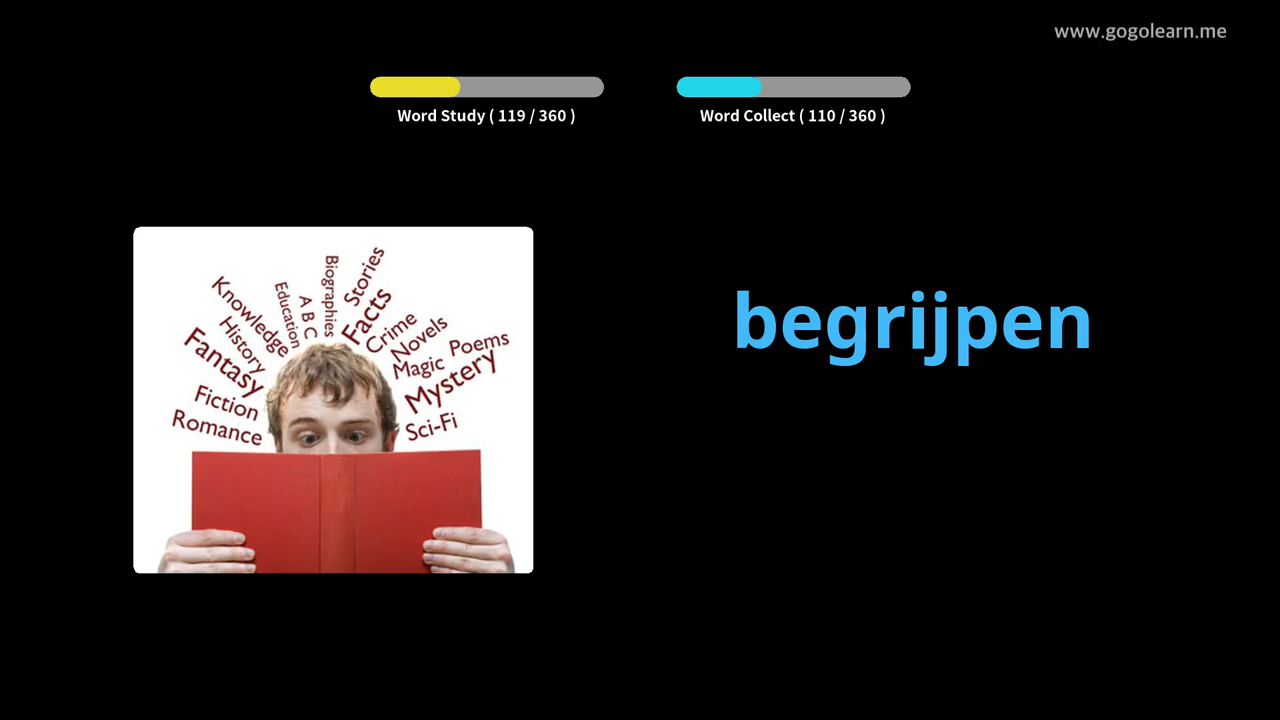 www.gogolearn.me
Word Study ( 119 / 360 )
Word Collect ( 110 / 360 )
begrijpen
Romance
Fiction
Fantasy
History
Knowledge
Education
A B C
Biographies
Stories
Facts
Crime
Novels
Magic
Poems
Mystery
Sci-Fi